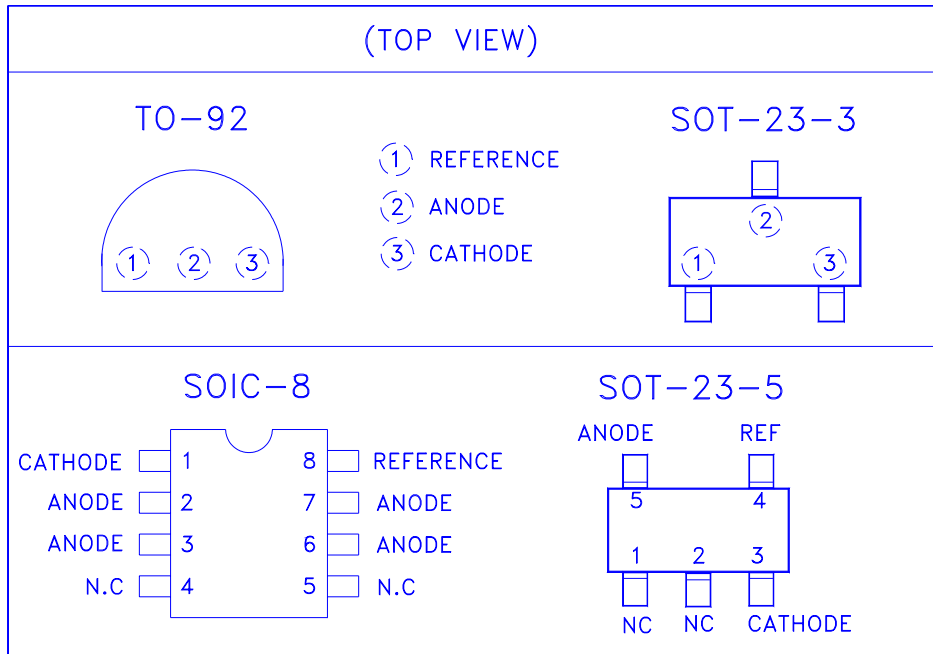 (TOP VIEW)
TO-92
1 2 3
1 REFERENCE
2 ANODE
3 CATHODE
SOT-23-3
2
1 3
SOIC-8
CATHODE 1 8 REFERENCE
ANODE 2 7 ANODE
ANODE 3 6 ANODE
N.C 4 5 N.C
SOT-23-5
ANODE REF
5 4
1 2 3
NC NC CATHODE